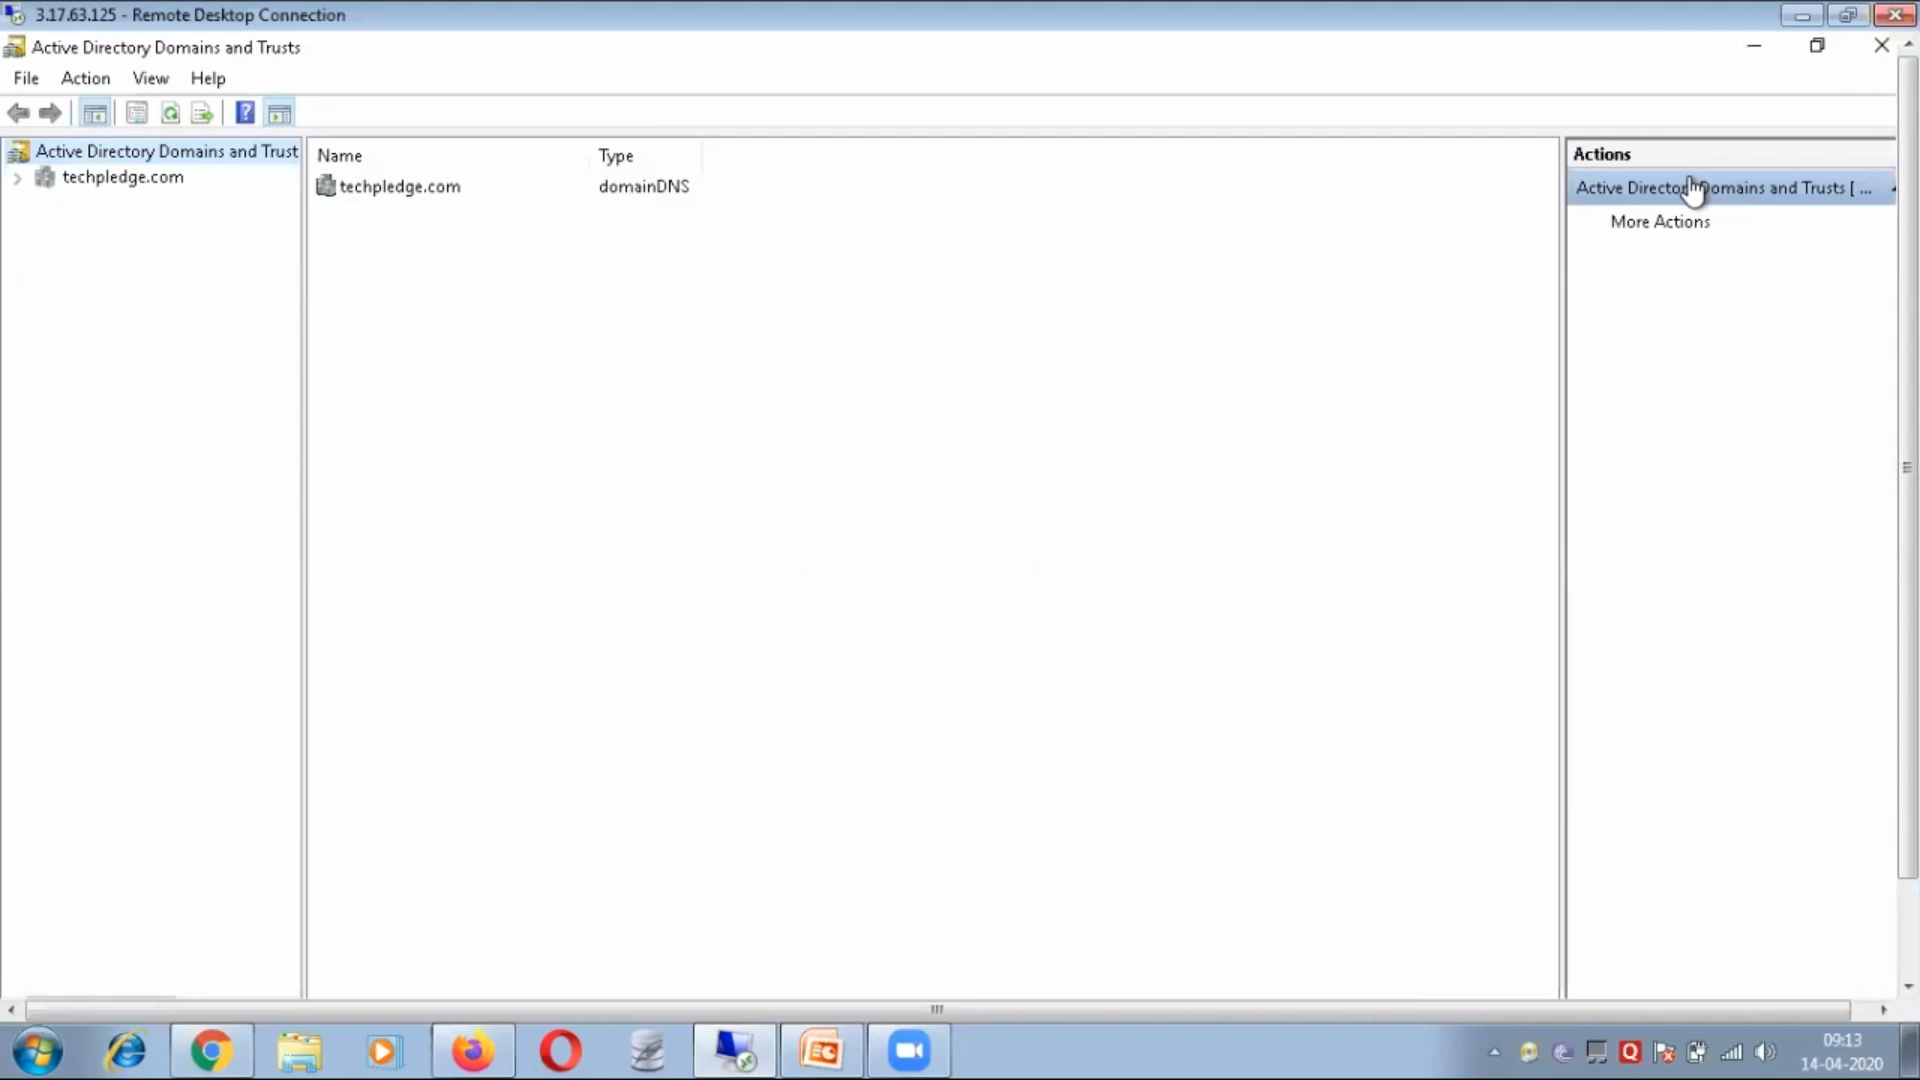 3.17.63.125 - Remote Desktop Connection
Active Directory Domains and Trusts
File Action View Help
Active Directory Domains and Trust
techpledge.com
Name Type
techpledge.com domainDNS
Actions
Active Directory Domains and Trusts [ ...
More Actions
09:13
14-04-2020